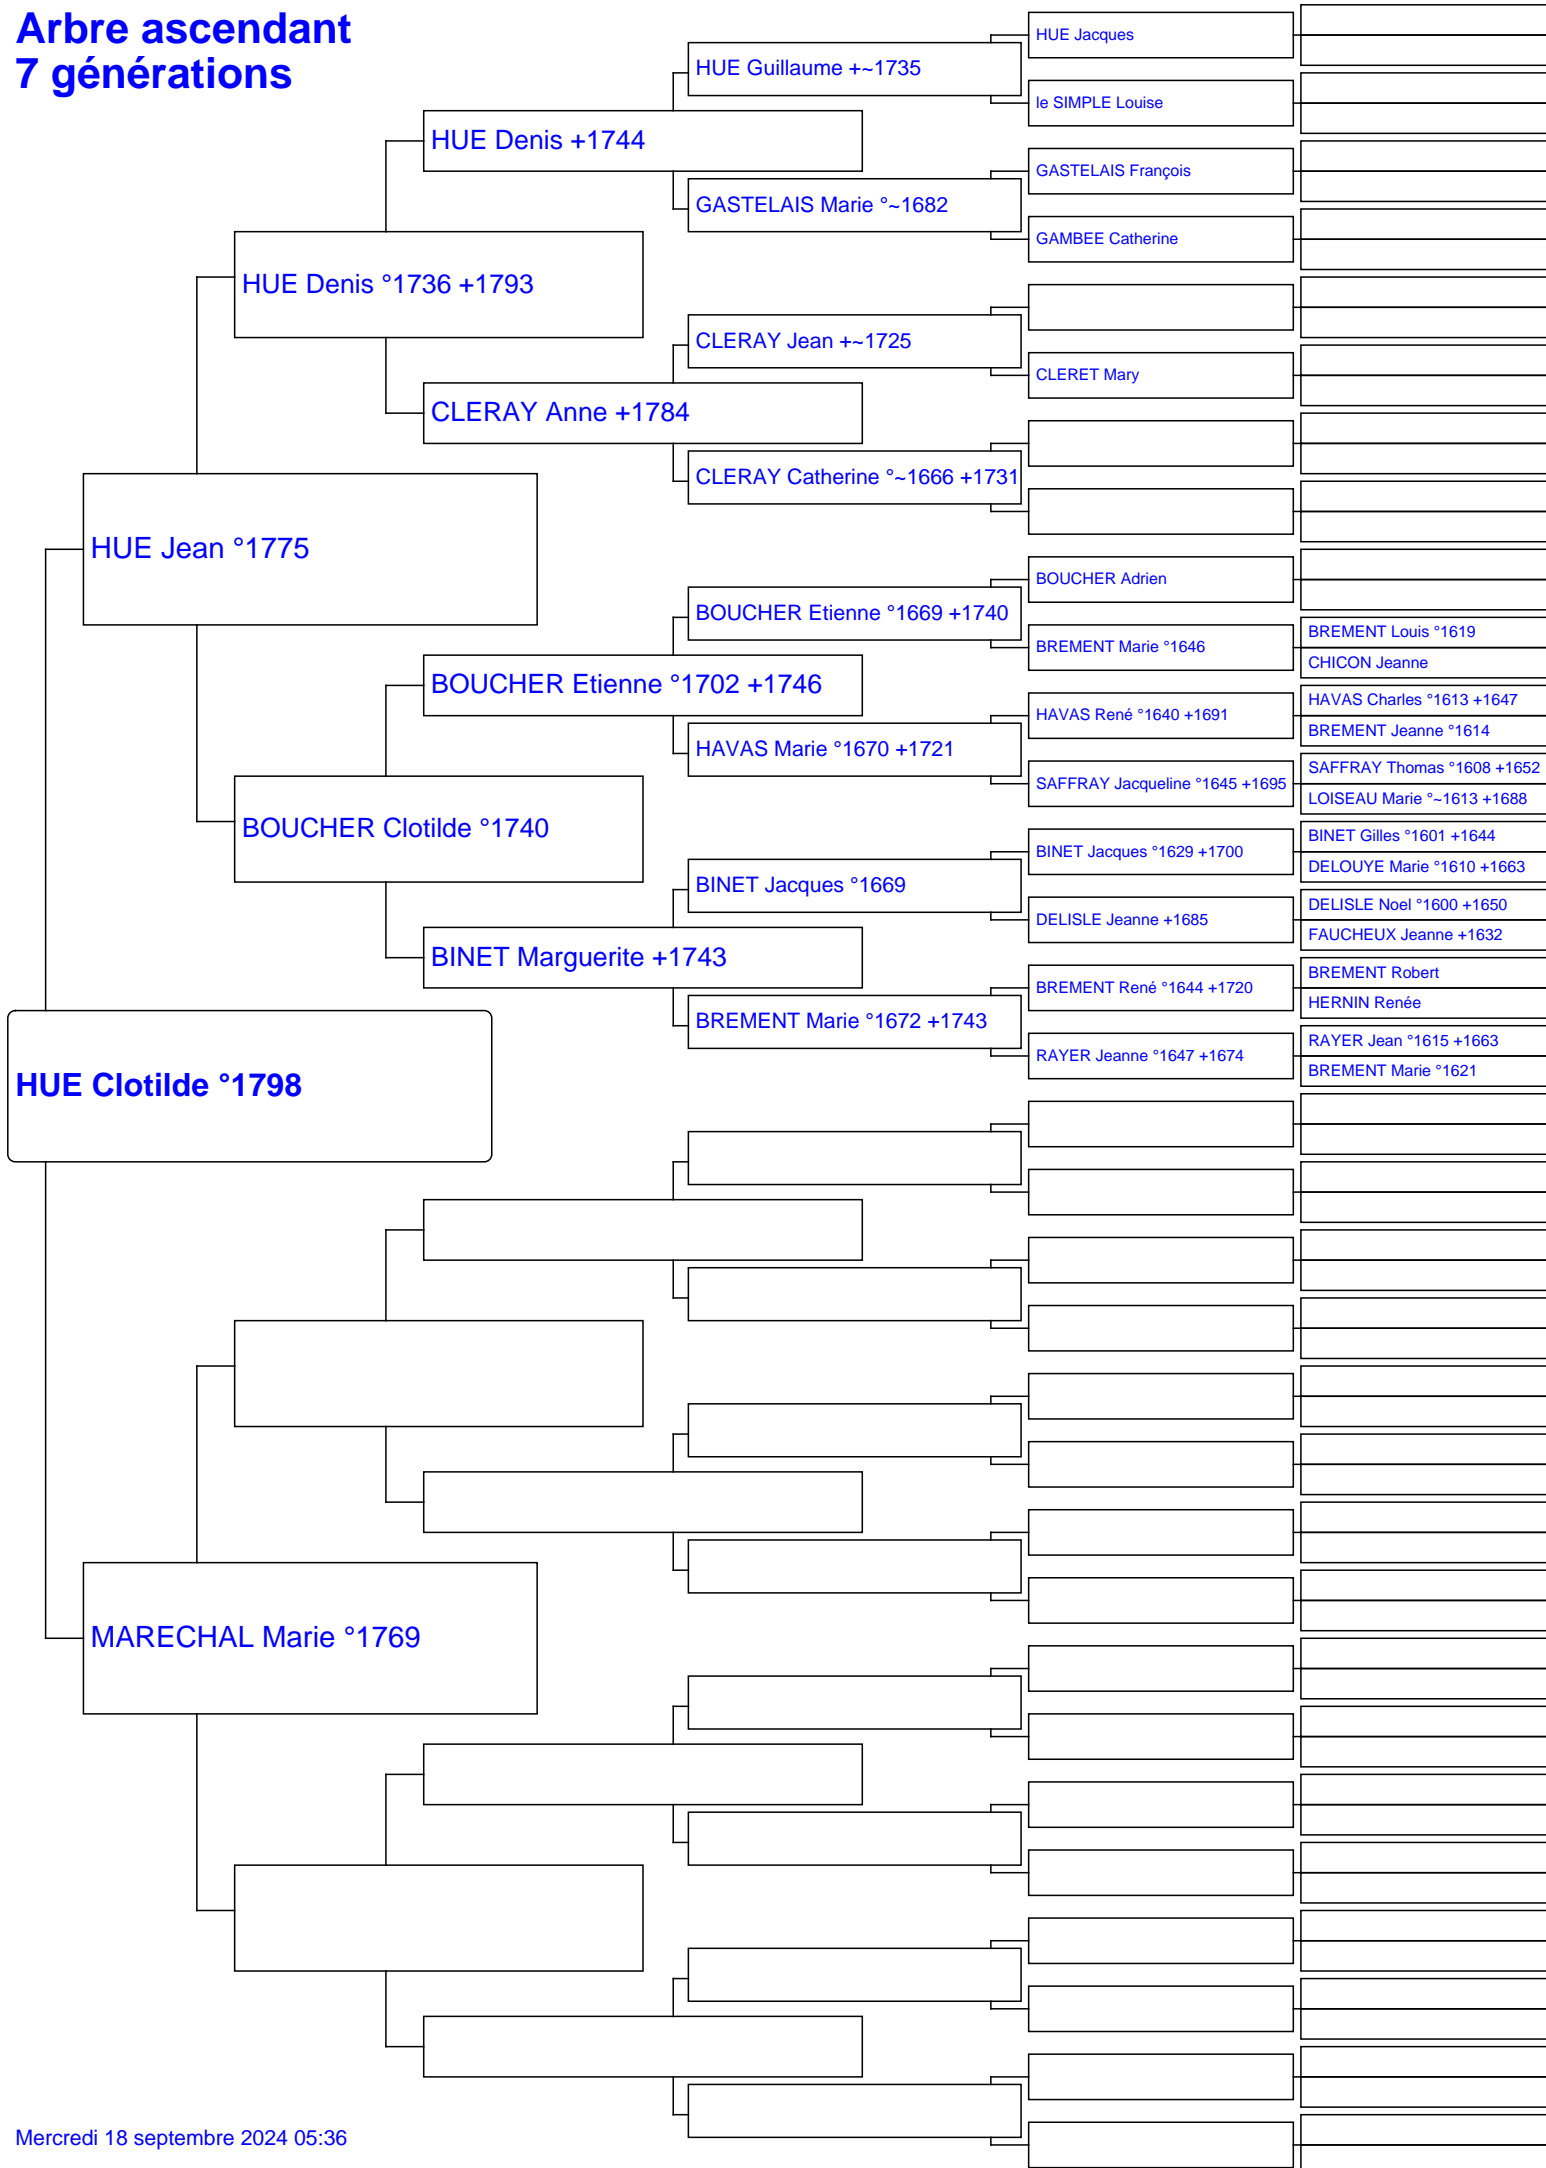 Arbre ascendant
7 générations
HUE Clotilde °1798
HUE Jean °1775
MARECHAL Marie °1769
HUE Denis °1736 +1793
BOUCHER Clotilde °1740
HUE Denis +1744
CLERAY Anne +1784
BOUCHER Etienne °1702 +1746
BINET Marguerite +1743
HUE Guillaume +~1735
GASTELAIS Marie °~1682
CLERAY Jean +~1725
CLERAY Catherine °~1666 +1731
BOUCHER Etienne °1669 +1740
HAVAS Marie °1670 +1721
BINET Jacques °1669
BREMENT Marie °1672 +1743
HUE Jacques
le SIMPLE Louise
GASTELAIS François
GAMBEE Catherine
CLERET Mary
BOUCHER Adrien
BREMENT Marie °1646
HAVAS René °1640 +1691
SAFFRAY Jacqueline °1645 +1695
BINET Jacques °1629 +1700
DELISLE Jeanne +1685
BREMENT René °1644 +1720
RAYER Jeanne °1647 +1674
BREMENT Louis °1619
CHICON Jeanne
HAVAS Charles °1613 +1647
BREMENT Jeanne °1614
SAFFRAY Thomas °1608 +1652
LOISEAU Marie °~1613 +1688
BINET Gilles °1601 +1644
DELOUYE Marie °1610 +1663
DELISLE Noel °1600 +1650
FAUCHEUX Jeanne +1632
BREMENT Robert
HERNIN Renée
RAYER Jean °1615 +1663
BREMENT Marie °1621
Mercredi 18 septembre 2024 05:36